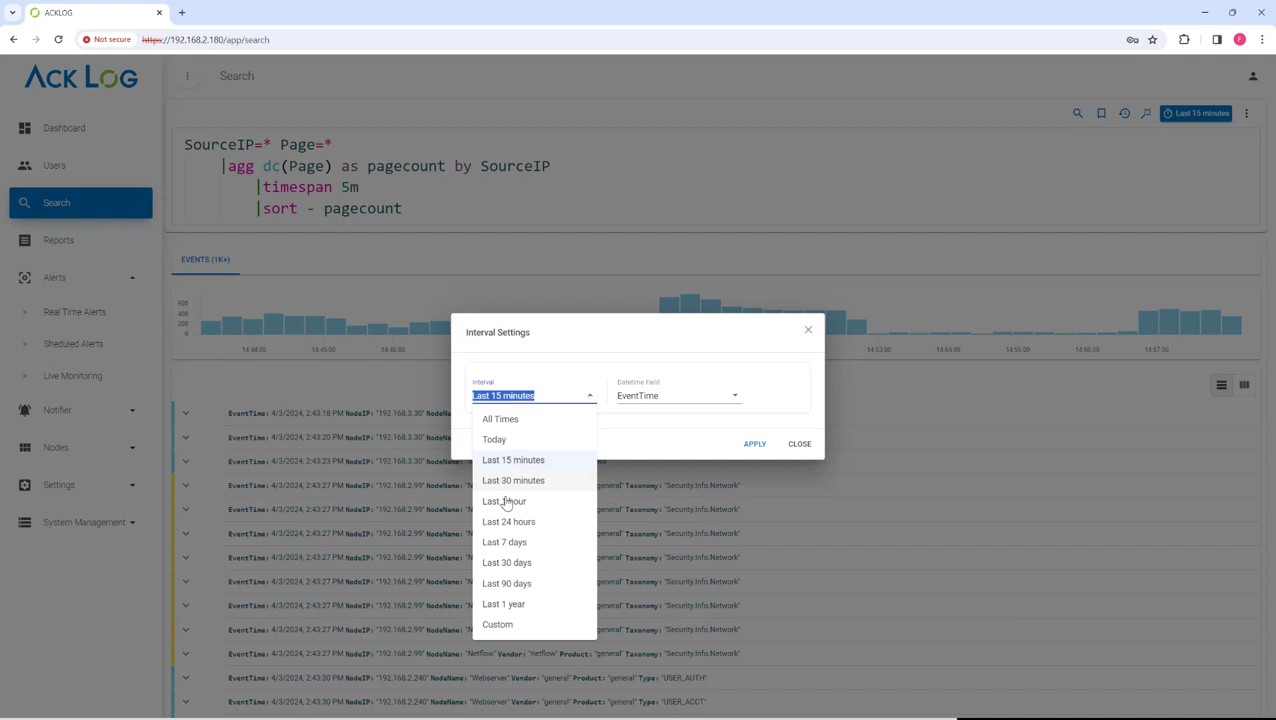 ACKLOG
Not secure
https://192.168.2.180/app/search
F
ACK LOG
Search
Dashboard
Users
Search
Reports
Alerts
Real Time Alerts
Sheduled Alerts
Live Monitoring
Notifier
Nodes
Settings
System Management
Last 15 minutes
SourceIP=* Page=*
|agg dc(Page) as pagecount by SourceIP
|timespan 5m
|sort - pagecount
EVENTS (1K+)
600
400
200
0
14:44:00 14:45:00 14:46:00 14:53:00 14:54:00 14:55:00 14:56:00 14:57:00
Interval Settings
Interval
Last 15 minutes
Datetime Field
EventTime
APPLY CLOSE
All Times
Today
Last 15 minutes
Last 30 minutes
Last 1 hour
Last 24 hours
Last 7 days
Last 30 days
Last 90 days
Last 1 year
Custom
EventTime: 4/3/2024, 2:43:18 PM NodeIP: "192.168.3.30" NodeName:
EventTime: 4/3/2024, 2:43:20 PM NodeIP: "192.168.3.30" NodeName:
EventTime: 4/3/2024, 2:43:23 PM NodeIP: "192.168.3.30" NodeName:
EventTime: 4/3/2024, 2:43:27 PM NodeIP: "192.168.2.99" NodeName: "N general" Taxonomy: "Security.Info.Network"
EventTime: 4/3/2024, 2:43:27 PM NodeIP: "192.168.2.99" NodeName: "N general" Taxonomy: "Security.Info.Network"
EventTime: 4/3/2024, 2:43:27 PM NodeIP: "192.168.2.99" NodeName: "N general" Taxonomy: "Security.Info.Network"
EventTime: 4/3/2024, 2:43:27 PM NodeIP: "192.168.2.99" NodeName: "N general" Taxonomy: "Security.Info.Network"
EventTime: 4/3/2024, 2:43:27 PM NodeIP: "192.168.2.99" NodeName: "N general" Taxonomy: "Security.Info.Network"
EventTime: 4/3/2024, 2:43:27 PM NodeIP: "192.168.2.99" NodeName: "N general" Taxonomy: "Security.Info.Network"
EventTime: 4/3/2024, 2:43:27 PM NodeIP: "192.168.2.99" NodeName: "N general" Taxonomy: "Security.Info.Network"
EventTime: 4/3/2024, 2:43:27 PM NodeIP: "192.168.2.99" NodeName: "Netflow" Vendor: "netflow" Product: "general" Taxonomy: "Security.Info.Network"
EventTime: 4/3/2024, 2:43:30 PM NodeIP: "192.168.2.240" NodeName: "Webserver" Vendor: "general" Product: "general" Type: "USER_AUTH"
EventTime: 4/3/2024, 2:43:30 PM NodeIP: "192.168.2.240" NodeName: "Webserver" Vendor: "general" Product: "general" Type: "USER_ACCT"